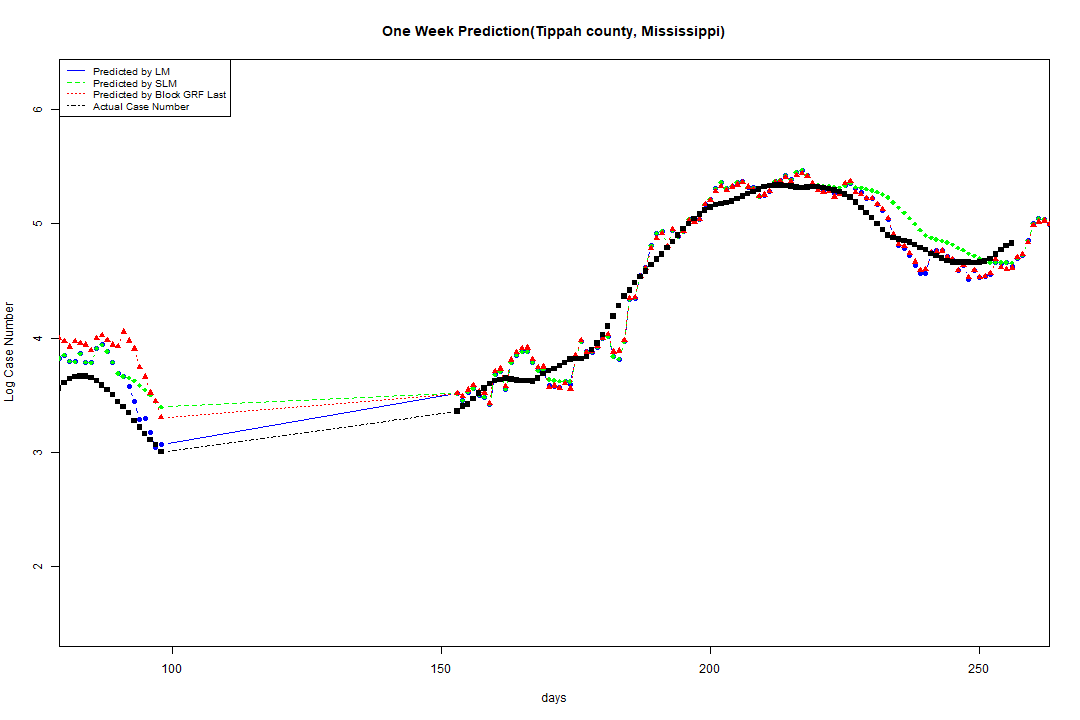 One Week Prediction(Tippah county, Mississippi)
Predicted by LM
Predicted by SLM
Predicted by Block GRF Last
Actual Case Number
6
5
4
3
2
Log Case Number
100 150 200 250
days